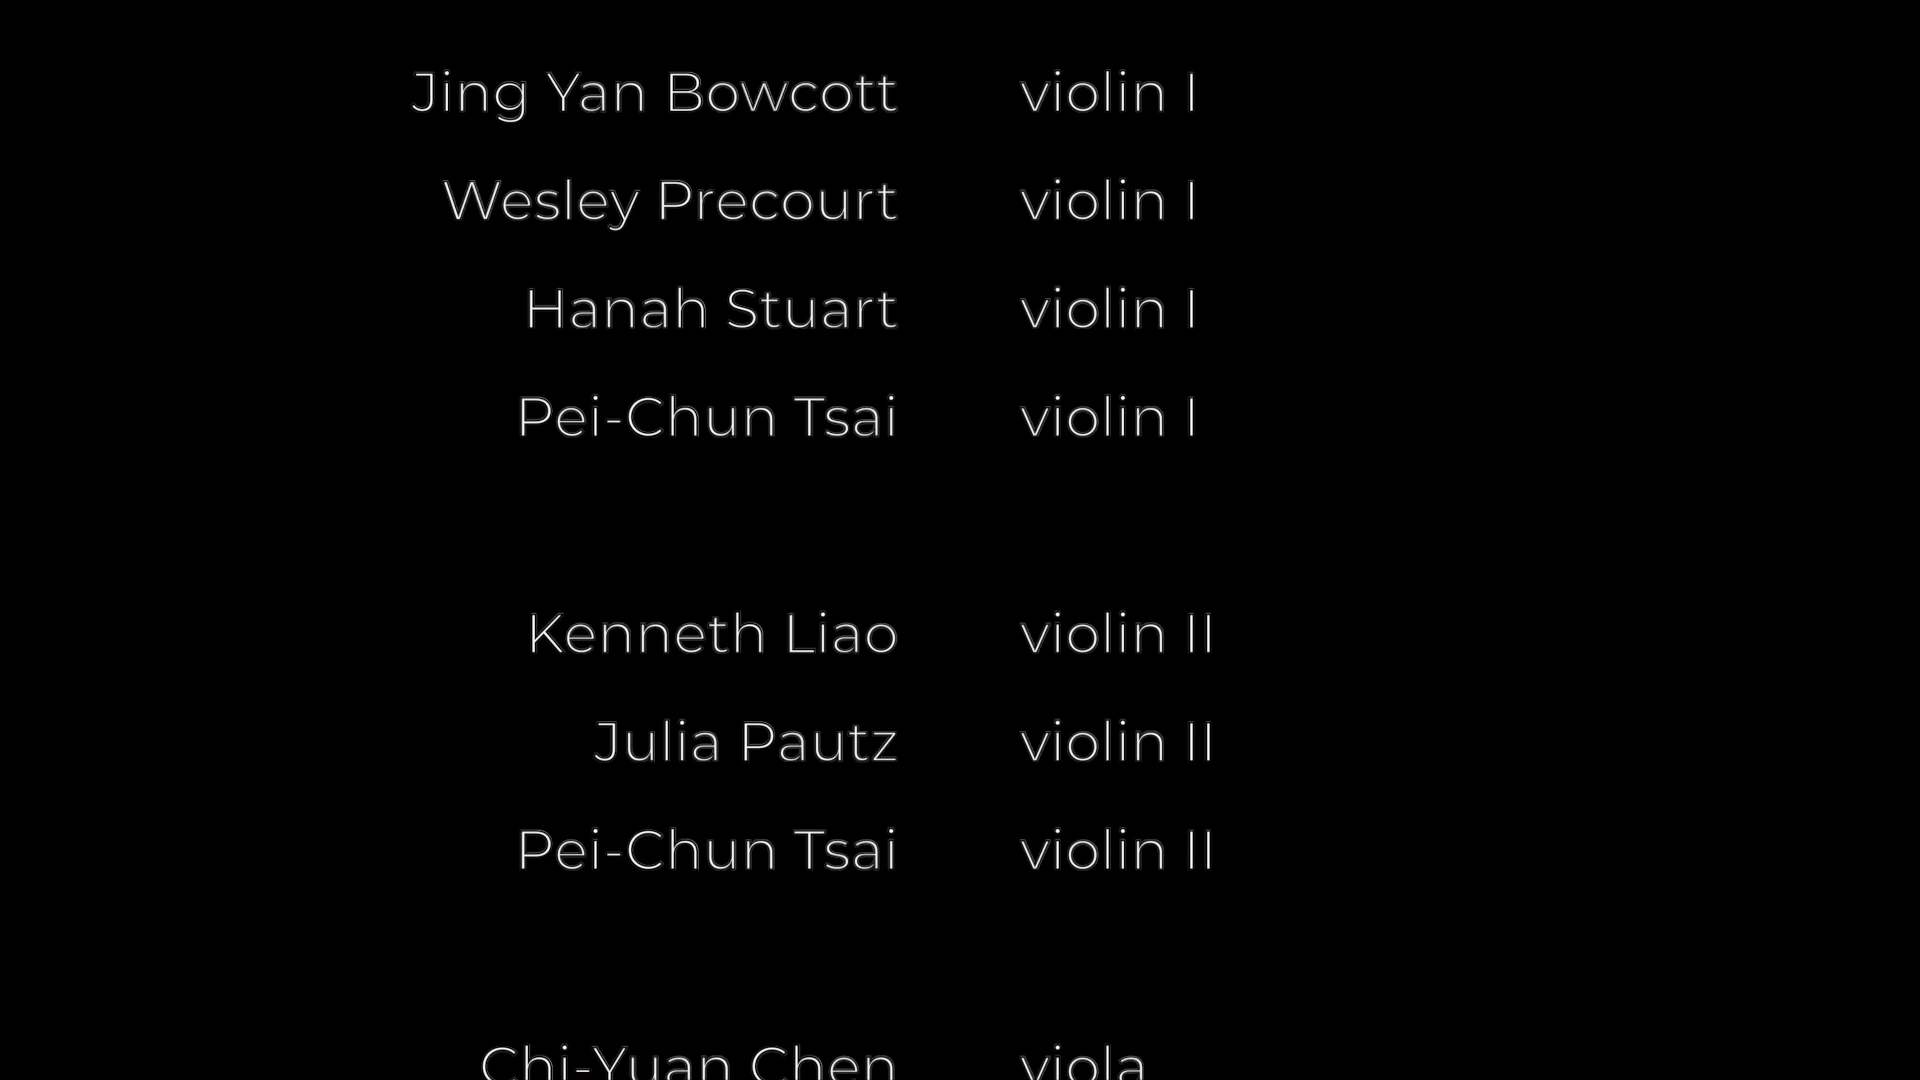 Jing Yan Bowcott violin I
Wesley Precourt violin I
Hanah Stuart violin I
Pei-Chun Tsai violin I
Kenneth Liao violin II
Julia Pautz violin II
Pei-Chun Tsai violin II
Chi-Yuan Chen viola